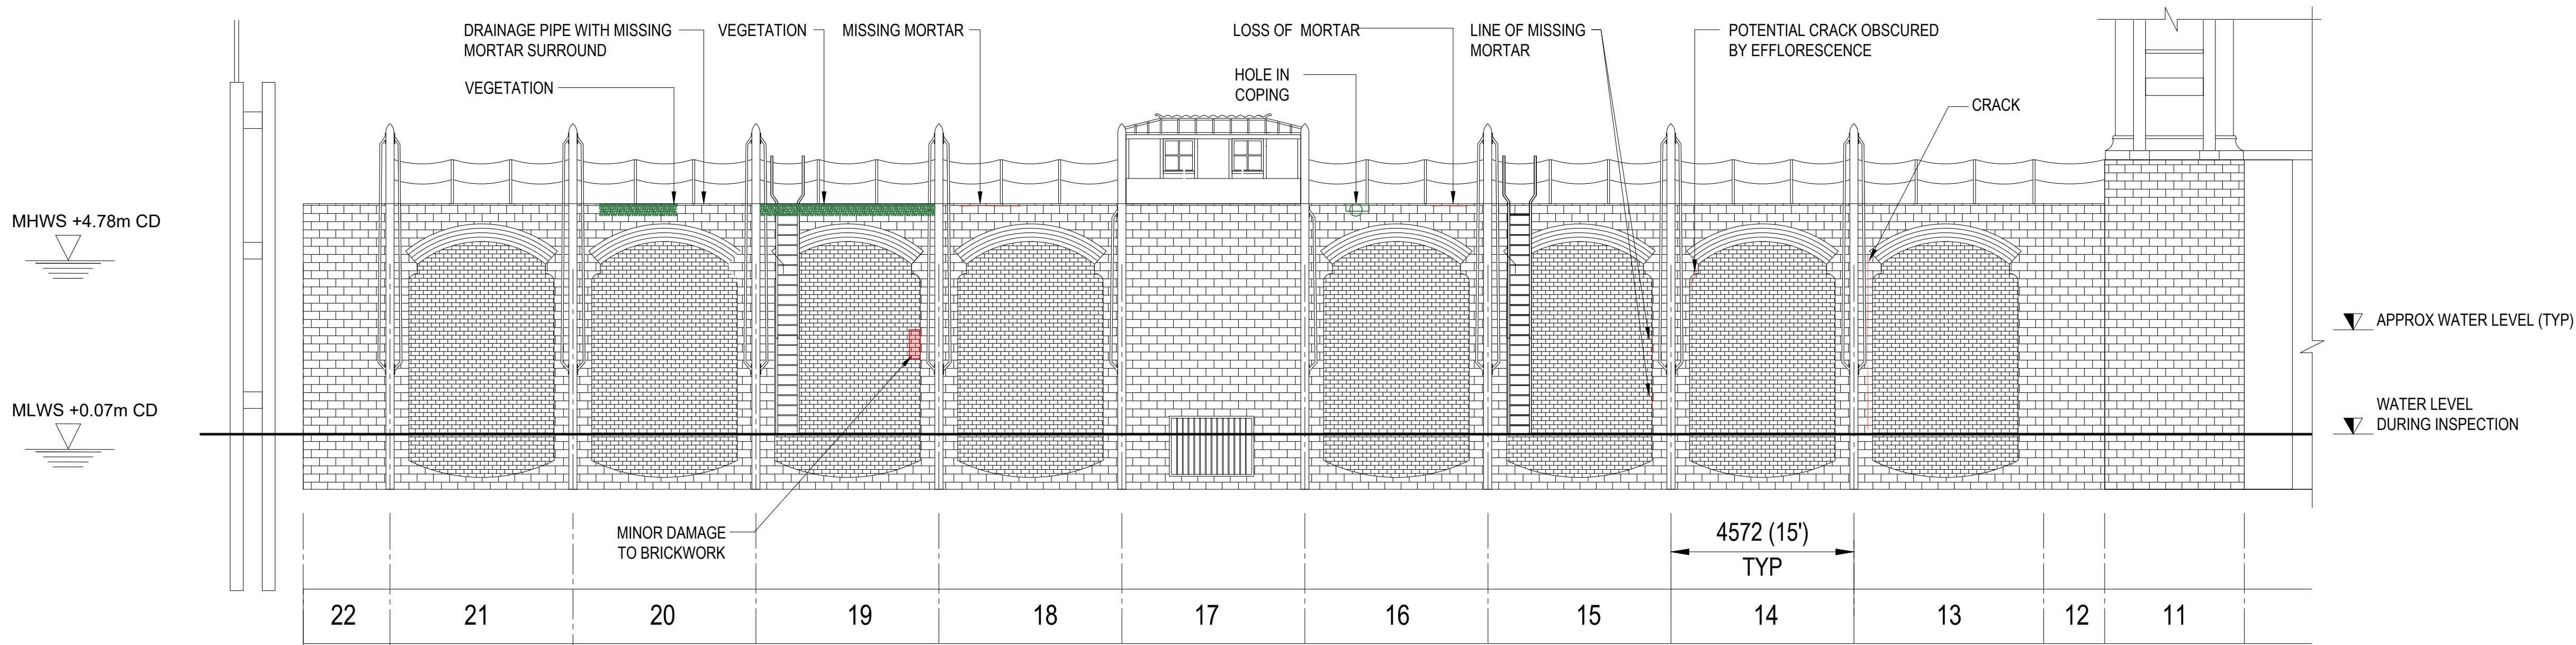 DRAINAGE PIPE WITH MISSING
MORTAR SURROUND
VEGETATION
VEGETATION
MISSING MORTAR
LOSS OF MORTAR
HOLE IN
COPING
LINE OF MISSING
MORTAR
POTENTIAL CRACK OBSCURED
BY EFFLORESCENCE
CRACK
MHWS +4.78m CD
MLWS +0.07m CD
APPROX WATER LEVEL (TYP)
WATER LEVEL
DURING INSPECTION
MINOR DAMAGE
TO BRICKWORK
4572 (15')
TYP
22 21 20 19 18 17 16 15 14 13 12 11